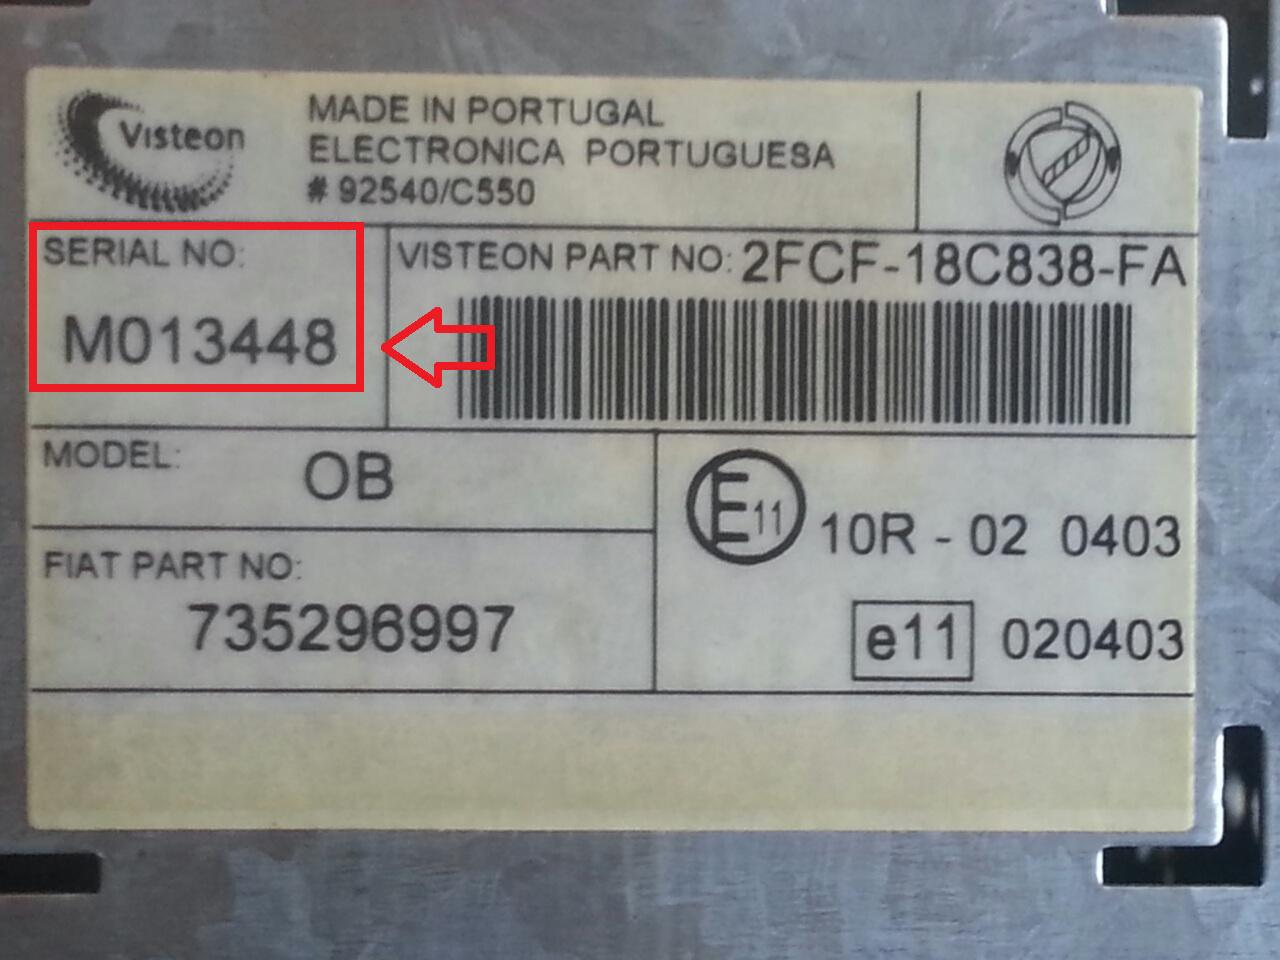 Visteon
MADE IN PORTUGAL
ELECTRONICA PORTUGUESA
# 92540/C550
SERIAL NO:
M013448
VISTEON PART NO: 2FCF-18C838-FA
MODEL: OB
E11 10R - 02 0403
FIAT PART NO:
735296997
e11 020403